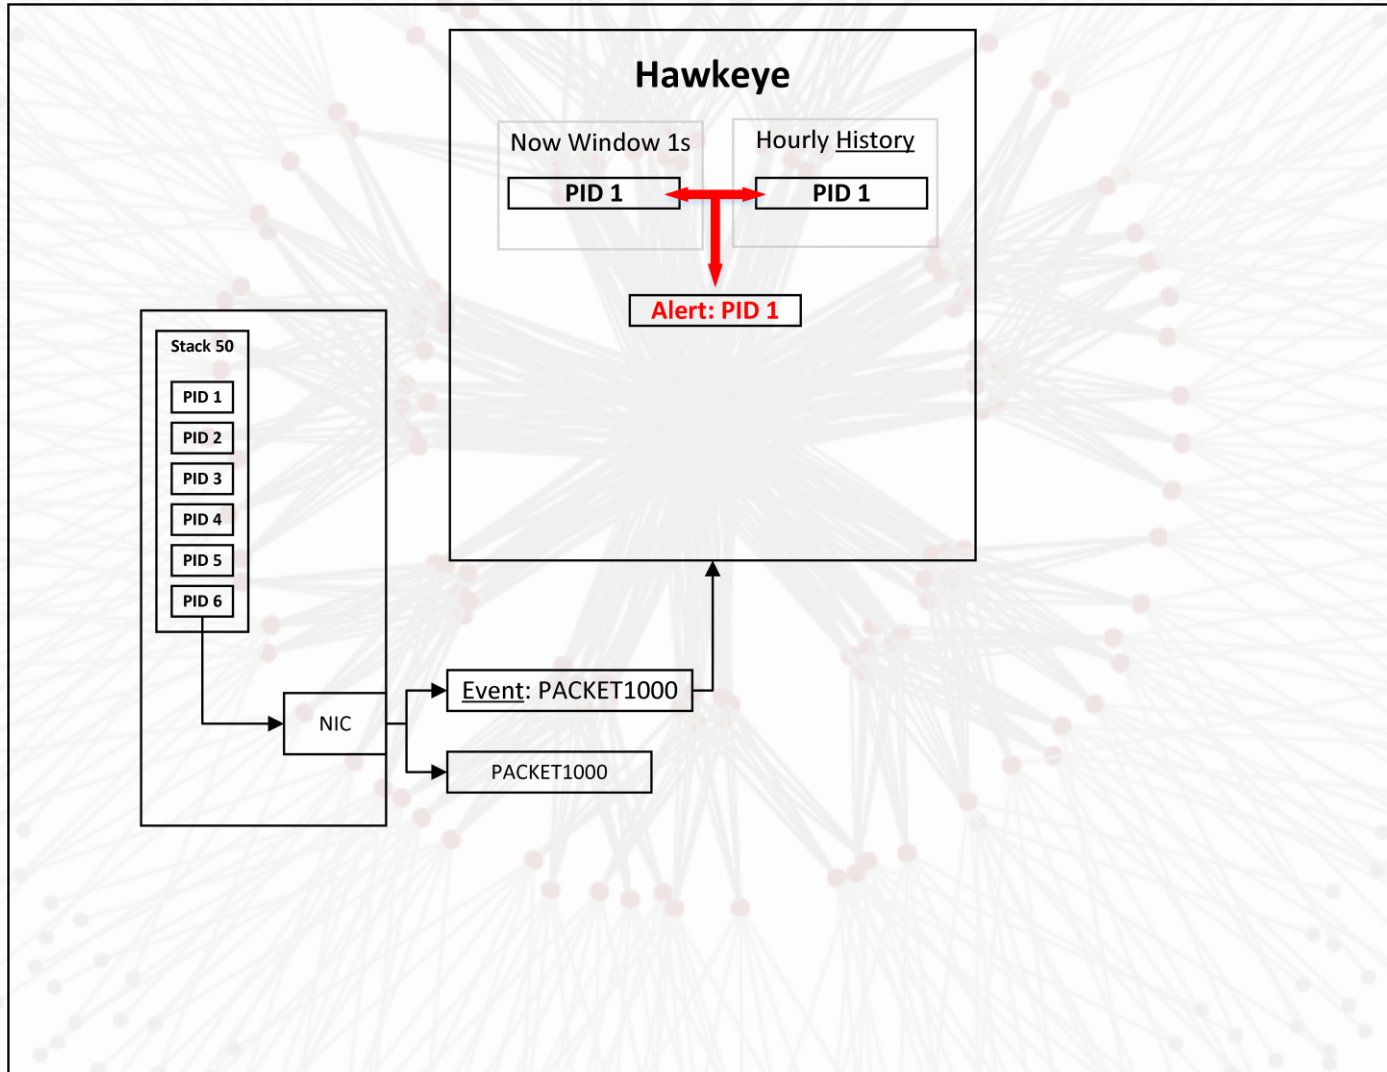 Hawkeye
Now Window 1s
Hourly History
PID 1
PID 1
Alert: PID 1
Stack 50
PID 1
PID 2
PID 3
PID 4
PID 5
PID 6
NIC
Event: PACKET1000
PACKET1000